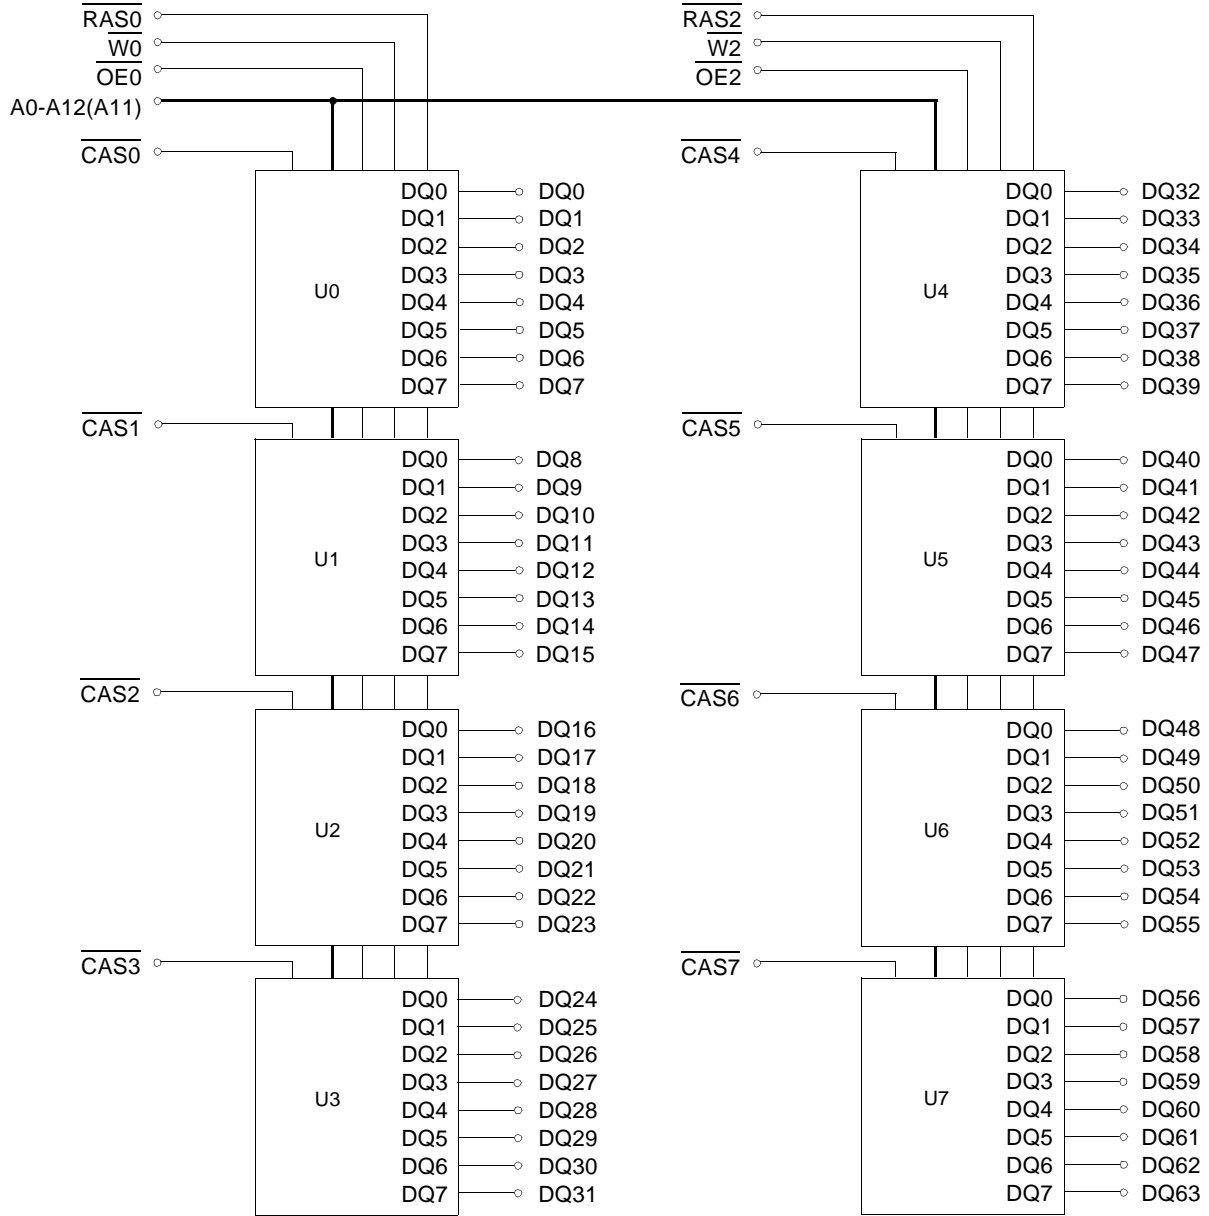 RAS0
W0
OE0
A0-A12(A11)
CAS0
U0
DQ0 DQ0
DQ1 DQ1
DQ2 DQ2
DQ3 DQ3
DQ4 DQ4
DQ5 DQ5
DQ6 DQ6
DQ7 DQ7
CAS1
U1
DQ0 DQ8
DQ1 DQ9
DQ2 DQ10
DQ3 DQ11
DQ4 DQ12
DQ5 DQ13
DQ6 DQ14
DQ7 DQ15
CAS2
U2
DQ0 DQ16
DQ1 DQ17
DQ2 DQ18
DQ3 DQ19
DQ4 DQ20
DQ5 DQ21
DQ6 DQ22
DQ7 DQ23
CAS3
U3
DQ0 DQ24
DQ1 DQ25
DQ2 DQ26
DQ3 DQ27
DQ4 DQ28
DQ5 DQ29
DQ6 DQ30
DQ7 DQ31
RAS2
W2
OE2
CAS4
U4
DQ0 DQ32
DQ1 DQ33
DQ2 DQ34
DQ3 DQ35
DQ4 DQ36
DQ5 DQ37
DQ6 DQ38
DQ7 DQ39
CAS5
U5
DQ0 DQ40
DQ1 DQ41
DQ2 DQ42
DQ3 DQ43
DQ4 DQ44
DQ5 DQ45
DQ6 DQ46
DQ7 DQ47
CAS6
U6
DQ0 DQ48
DQ1 DQ49
DQ2 DQ50
DQ3 DQ51
DQ4 DQ52
DQ5 DQ53
DQ6 DQ54
DQ7 DQ55
CAS7
U7
DQ0 DQ56
DQ1 DQ57
DQ2 DQ58
DQ3 DQ59
DQ4 DQ60
DQ5 DQ61
DQ6 DQ62
DQ7 DQ63